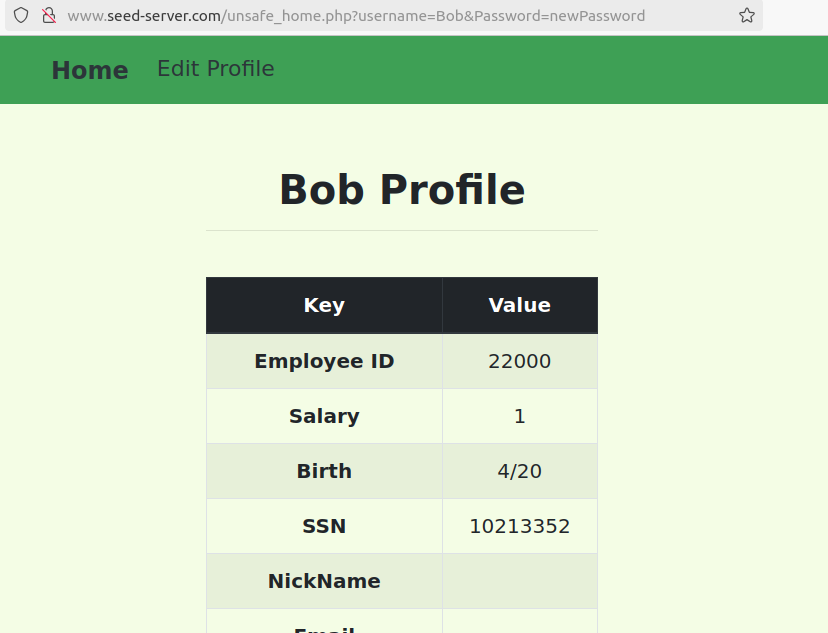 www.seed-server.com/unsafe_home.php?username=Bob&Password=newPassword
Home Edit Profile
Bob Profile
Key Value
Employee ID 22000
Salary 1
Birth 4/20
SSN 10213352
NickName
Email